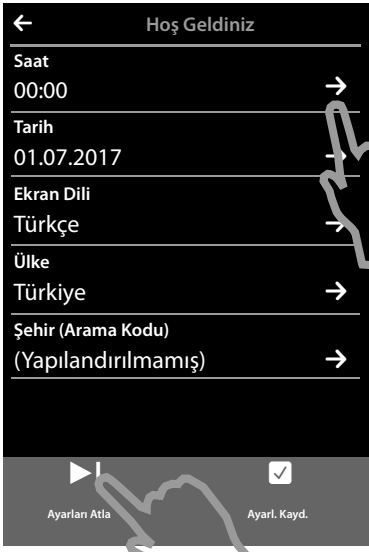 Hoş Geldiniz
Saat
00:00
Tarih
01.07.2017
Ekran Dili
Türkçe
Ülke
Türkiye
Şehir (Arama Kodu)
(Yapılandırılmamış)
Ayarları Atla
Ayarl. Kayd.